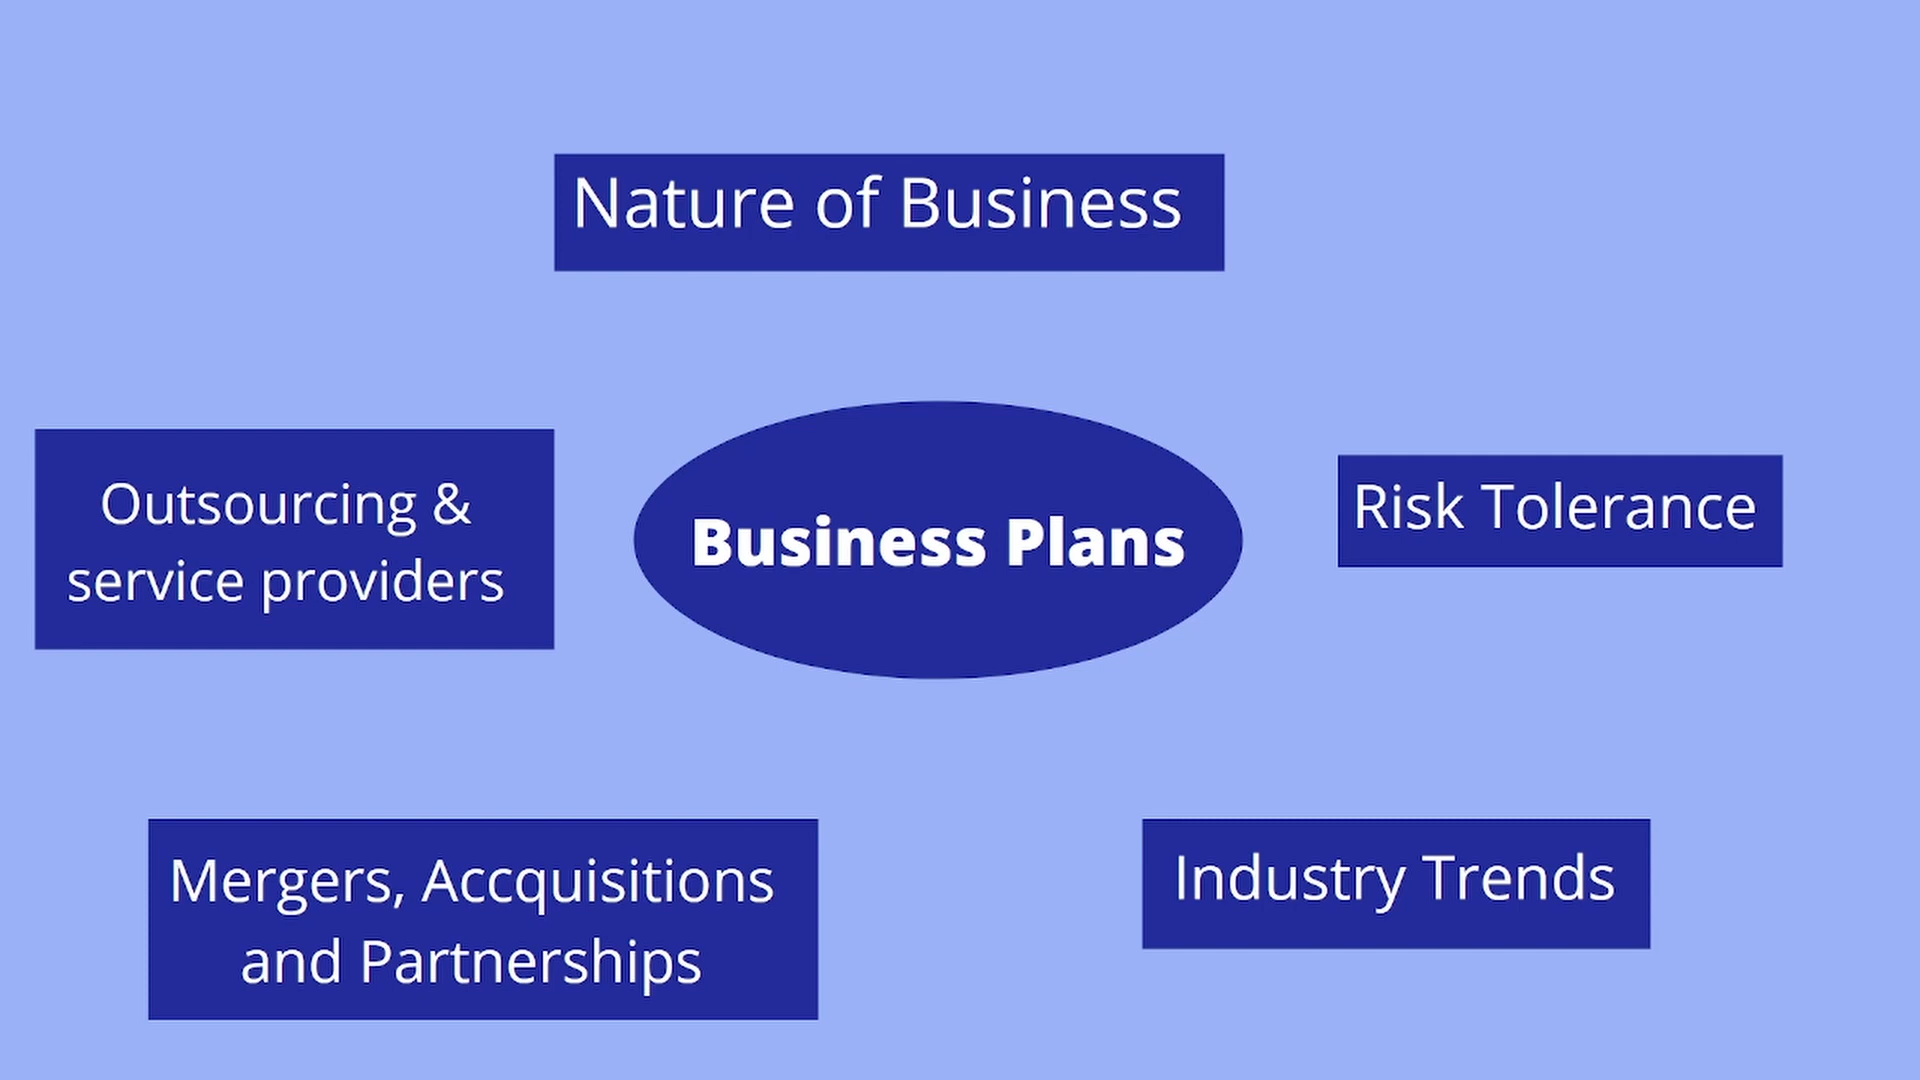 Nature of Business
Outsourcing &
service providers
Business Plans
Risk Tolerance
Mergers, Accquisitions
and Partnerships
Industry Trends